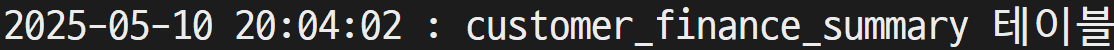 2025-05-10 20:04:02 : customer_finance_summary 테이블